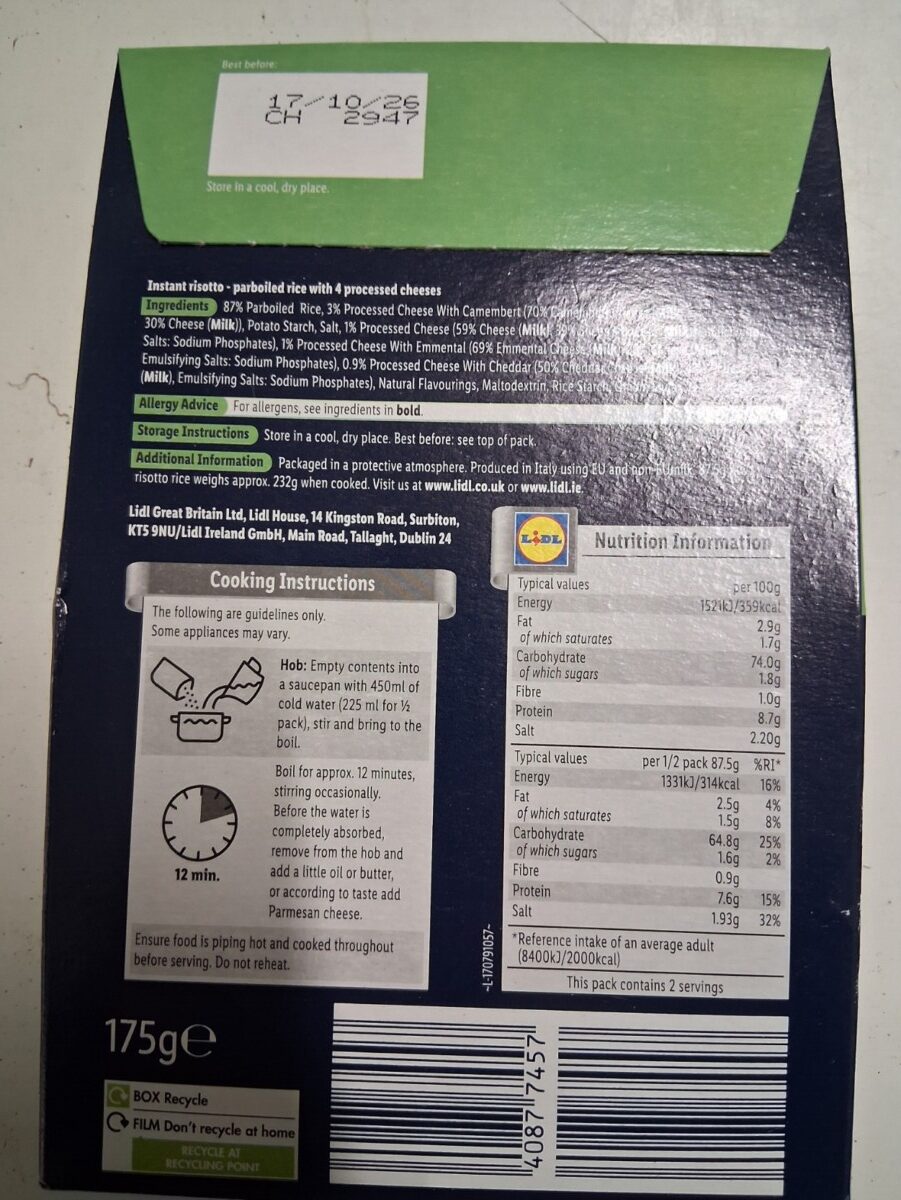 Best before:
17/10/26
CH 2947
Store in a cool, dry place.
Instant risotto - parboiled rice with 4 processed cheeses
Ingredients 87% Parboiled Rice, 3% Processed Cheese With Camembert (70%
30% Cheese (Milk)), Potato Starch, Salt, 1% Processed Cheese (59% Cheese (Milk)
Salts: Sodium Phosphates), 1% Processed Cheese With Emmental (69% Emmental Cheese (Milk)
Emulsifying Salts: Sodium Phosphates), 0.9% Processed Cheese With Cheddar (50% Cheddar
(Milk), Emulsifying Salts: Sodium Phosphates), Natural Flavourings, Maltodextrin, Rice Starch,
Allergy Advice For allergens, see ingredients in bold.
Storage Instructions Store in a cool, dry place. Best before: see top of pack.
Additional Information Packaged in a protective atmosphere. Produced in Italy using EU and non-EU milk. 87.5g
risotto rice weighs approx. 232g when cooked. Visit us at www.lidl.co.uk or www.lidl.ie.
Lidl Great Britain Ltd, Lidl House, 14 Kingston Road, Surbiton,
KT5 9NU/Lidl Ireland GmbH, Main Road, Tallaght, Dublin 24
Cooking Instructions
The following are guidelines only.
Some appliances may vary.
Hob: Empty contents into
a saucepan with 450ml of
cold water (225 ml for ½
pack), stir and bring to the
boil.
Boil for approx. 12 minutes,
stirring occasionally.
Before the water is
completely absorbed,
remove from the hob and
add a little oil or butter,
or according to taste add
Parmesan cheese.
12 min.
Ensure food is piping hot and cooked throughout
before serving. Do not reheat.
LIDL
Nutrition Information
Typical values per 100g
Energy 1521kJ/359kcal
Fat 2.9g
of which saturates 1.7g
Carbohydrate 74.0g
of which sugars 1.8g
Fibre 1.0g
Protein 8.7g
Salt 2.20g
Typical values per 1/2 pack 87.5g %RI*
Energy 1331kJ/314kcal 16%
Fat 2.5g 4%
of which saturates 1.5g 8%
Carbohydrate 64.8g 25%
of which sugars 1.6g 2%
Fibre 0.9g
Protein 7.6g 15%
Salt 1.93g 32%
*Reference intake of an average adult
(8400kJ/2000kcal)
This pack contains 2 servings
~L-170791057~
175g℮
BOX Recycle
FILM Don't recycle at home
RECYCLE AT
RECYCLING POINT
4087 7457